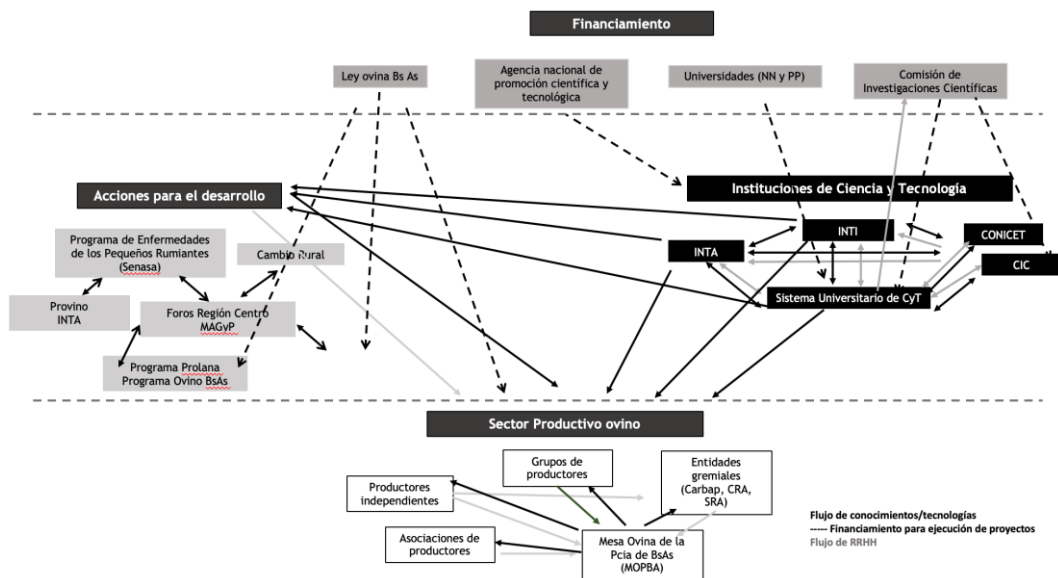 Financiamiento
Ley ovina Bs As
Agencia nacional de
promoción científica y
tecnológica
Universidades (NN y PP)
Comisión de
Investigaciones Científicas
Acciones para el desarrollo
Instituciones de Ciencia y Tecnología
Programa de Enfermedades
de los Pequeños Rumiantes
(Senasa)
Cambio Rural
Provino
INTA
Foros Región Centro
MAGyP
Programa Prolana
Programa Ovino BsAs
INTI
INTA
CONICET
CIC
Sistema Universitario de CyT
Sector Productivo ovino
Grupos de
productores
Entidades
gremiales
(Carbap, CRA,
SRA)
Productores
independientes
Asociaciones de
productores
Mesa Ovina de la
Pcia de BsAs
(MOPBA)
Flujo de conocimientos/tecnologías
----- Financiamiento para ejecución de proyectos
Flujo de RRHH